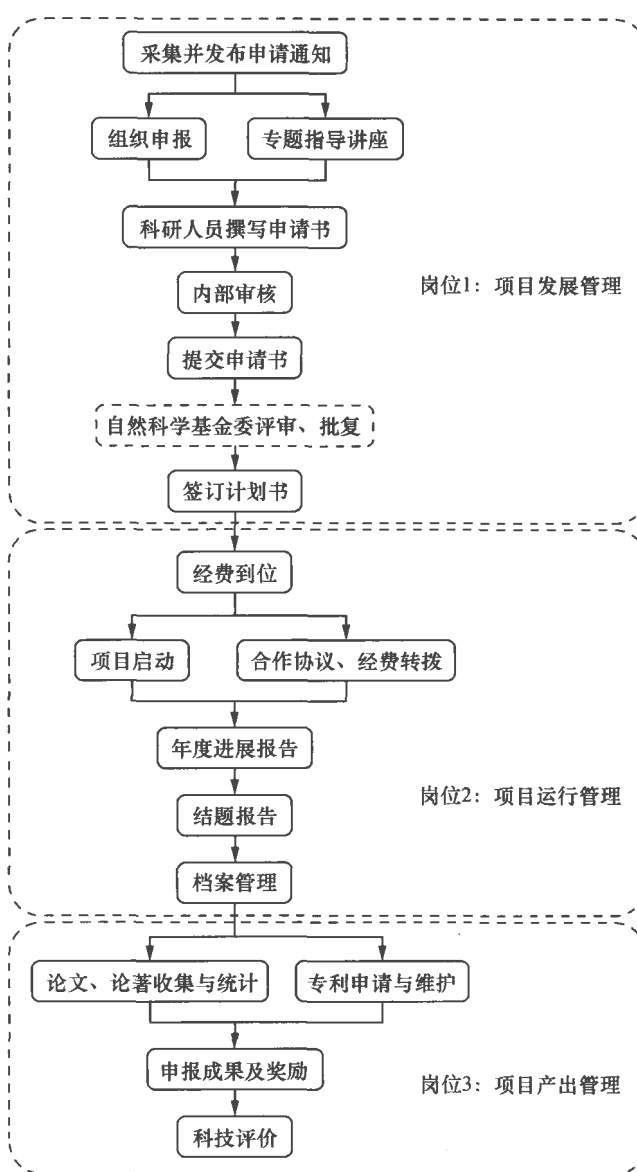 采集并发布申请通知
组织申报
专题指导讲座
科研人员撰写申请书
内部审核
岗位1：项目发展管理
提交申请书
自然科学基金委评审、批复
签订计划书
经费到位
项目启动
合作协议、经费转拨
年度进展报告
岗位2：项目运行管理
结题报告
档案管理
论文、论著收集与统计
专利申请与维护
申报成果及奖励
岗位3：项目产出管理
科技评价